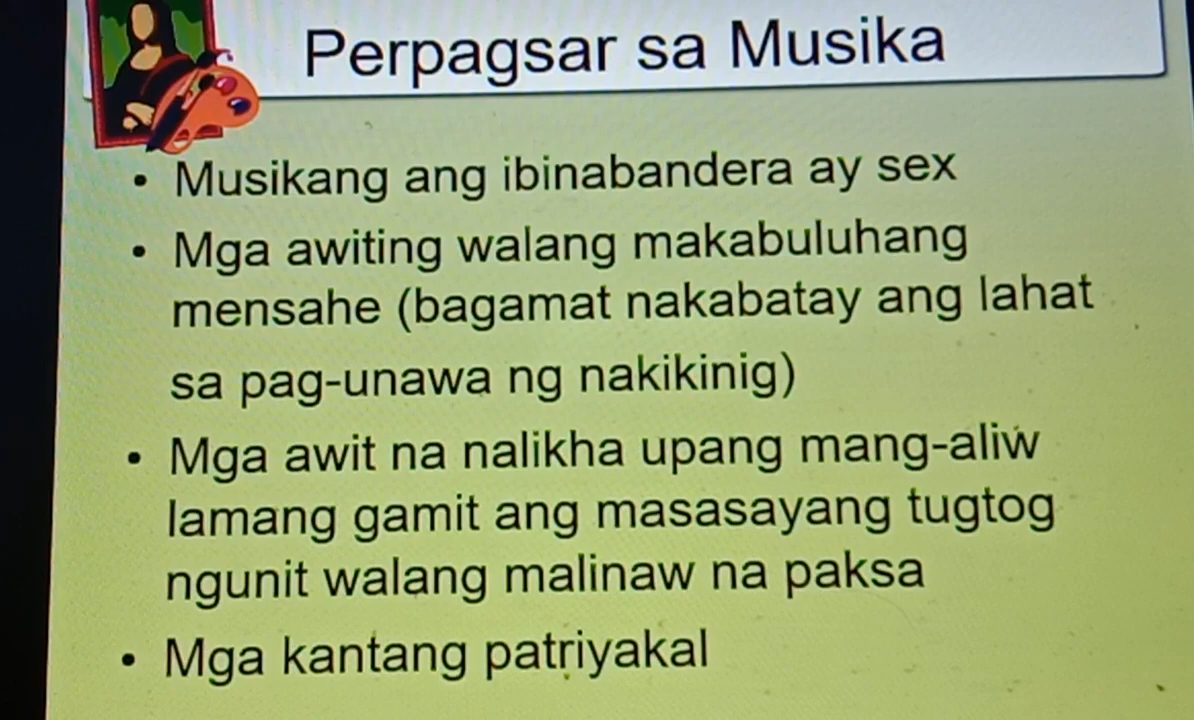 Perpagsar sa Musika
• Musikang ang ibinabandera ay sex
• Mga awiting walang makabuluhang
mensahe (bagamat nakabatay ang lahat
sa pag-unawa ng nakikinig)
• Mga awit na nalikha upang mang-aliw
lamang gamit ang masasayang tugtog
ngunit walang malinaw na paksa
• Mga kantang patriyakal